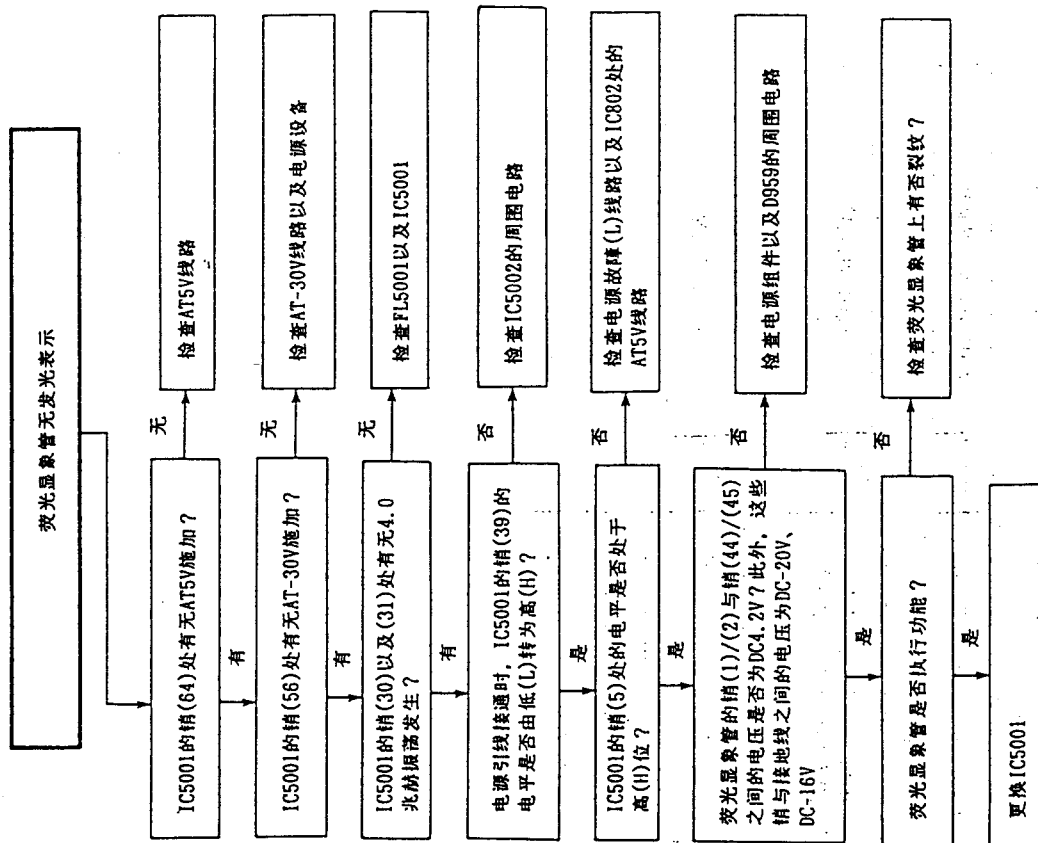 荧光显象管无发光表示
IC5001的销(64)处有无AT5V施加？
无
检查AT5V线路
有
IC5001的销(56)处有无AT-30V施加？
无
检查AT-30V线路以及电源设备
有
IC5001的销(30)以及(31)处有无4.0
兆赫振荡发生？
无
检查FL5001以及IC5001
有
电源引线接通时，IC5001的销(39)的
电平是否由低(L)转为高(H)？
否
检查IC5002的周围电路
是
IC5001的销(5)处的电平是否处于
高(H)位？
否
检查电源故障(L)线路以及IC802处的
AT5V线路
是
荧光显象管的销(1)/(2)与销(44)/(45)
之间的电压是否为DC4.2V？此外，这些
销与接地线之间的电压为DC-20V、
DC-16V
否
检查电源组件以及D959的周围电路
是
荧光显象管是否执行功能？
否
检查荧光显象管上有否裂纹？
是
更换IC5001